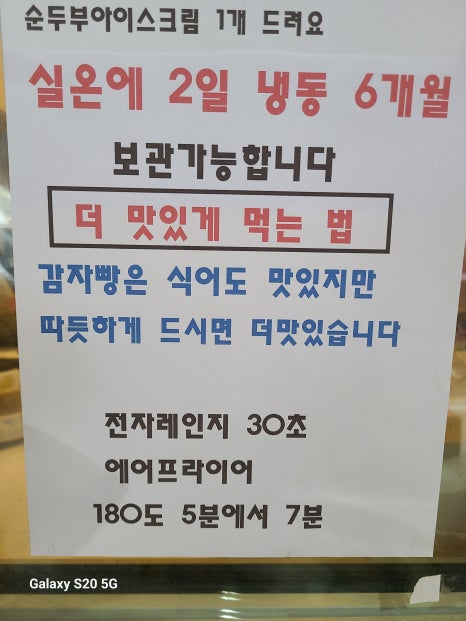 순두부아이스크림 1개 드려요
실온에 2일 냉동 6개월
보관가능합니다
더 맛있게 먹는 법
감자빵은 식어도 맛있지만
따듯하게 드시면 더맛있습니다
전자레인지 30초
에어프라이어
180도 5분에서 7분
Galaxy S20 5G